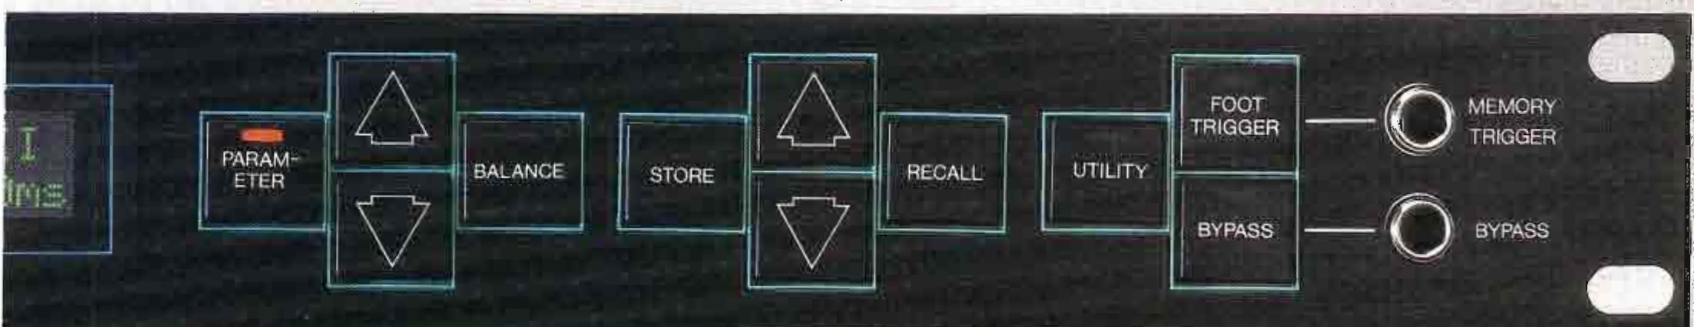 PARAM-
ETER
BALANCE
STORE
RECALL
UTILITY
FOOT
TRIGGER
BYPASS
MEMORY
TRIGGER
BYPASS